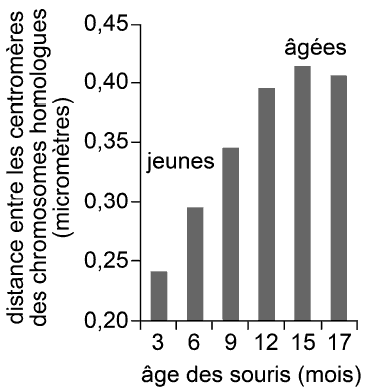 distance entre les centromères
des chromosomes homologues
(micromètres)
0,45
0,40
0,35
0,30
0,25
0,20
jeunes
âgées
3 6 9 12 15 17
âge des souris (mois)